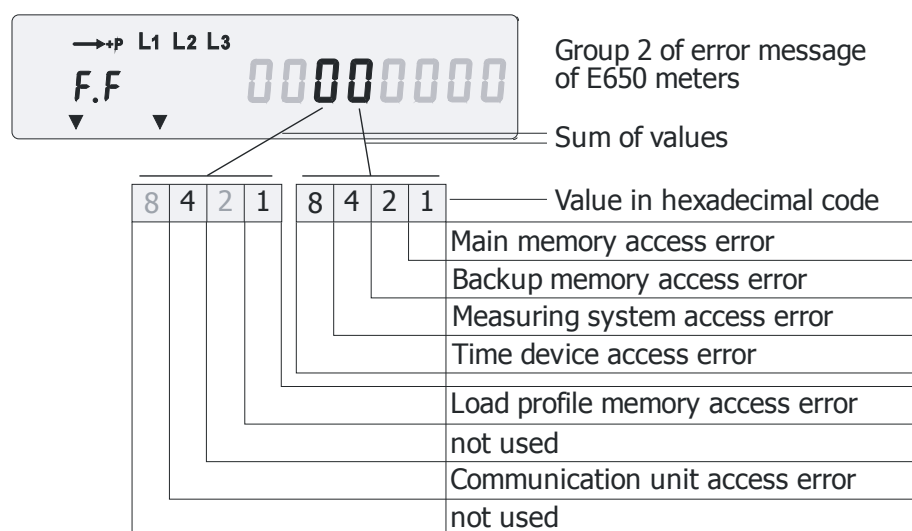 +P L1 L2 L3
F.F 00000000
Group 2 of error message
of E650 meters
Sum of values
8 4 2 1 8 4 2 1 Value in hexadecimal code
Main memory access error
Backup memory access error
Measuring system access error
Time device access error
Load profile memory access error
not used
Communication unit access error
not used